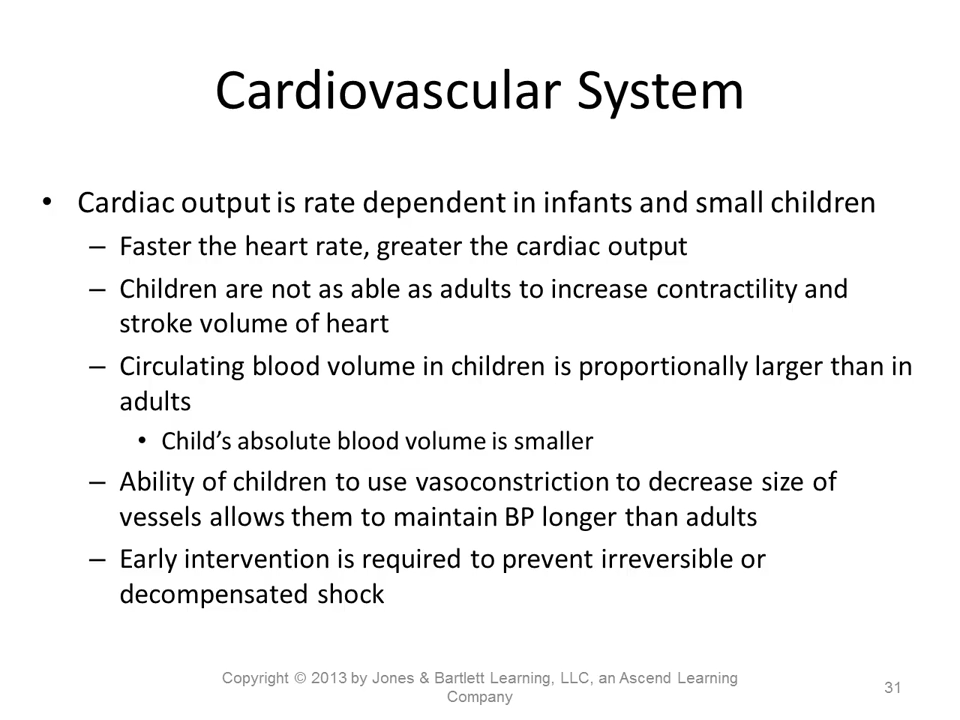 Cardiovascular System
• Cardiac output is rate dependent in infants and small children
– Faster the heart rate, greater the cardiac output
– Children are not as able as adults to increase contractility and
stroke volume of heart
– Circulating blood volume in children is proportionally larger than in
adults
• Child’s absolute blood volume is smaller
– Ability of children to use vasoconstriction to decrease size of
vessels allows them to maintain BP longer than adults
– Early intervention is required to prevent irreversible or
decompensated shock
Copyright © 2013 by Jones & Bartlett Learning, LLC, an Ascend Learning
Company
31